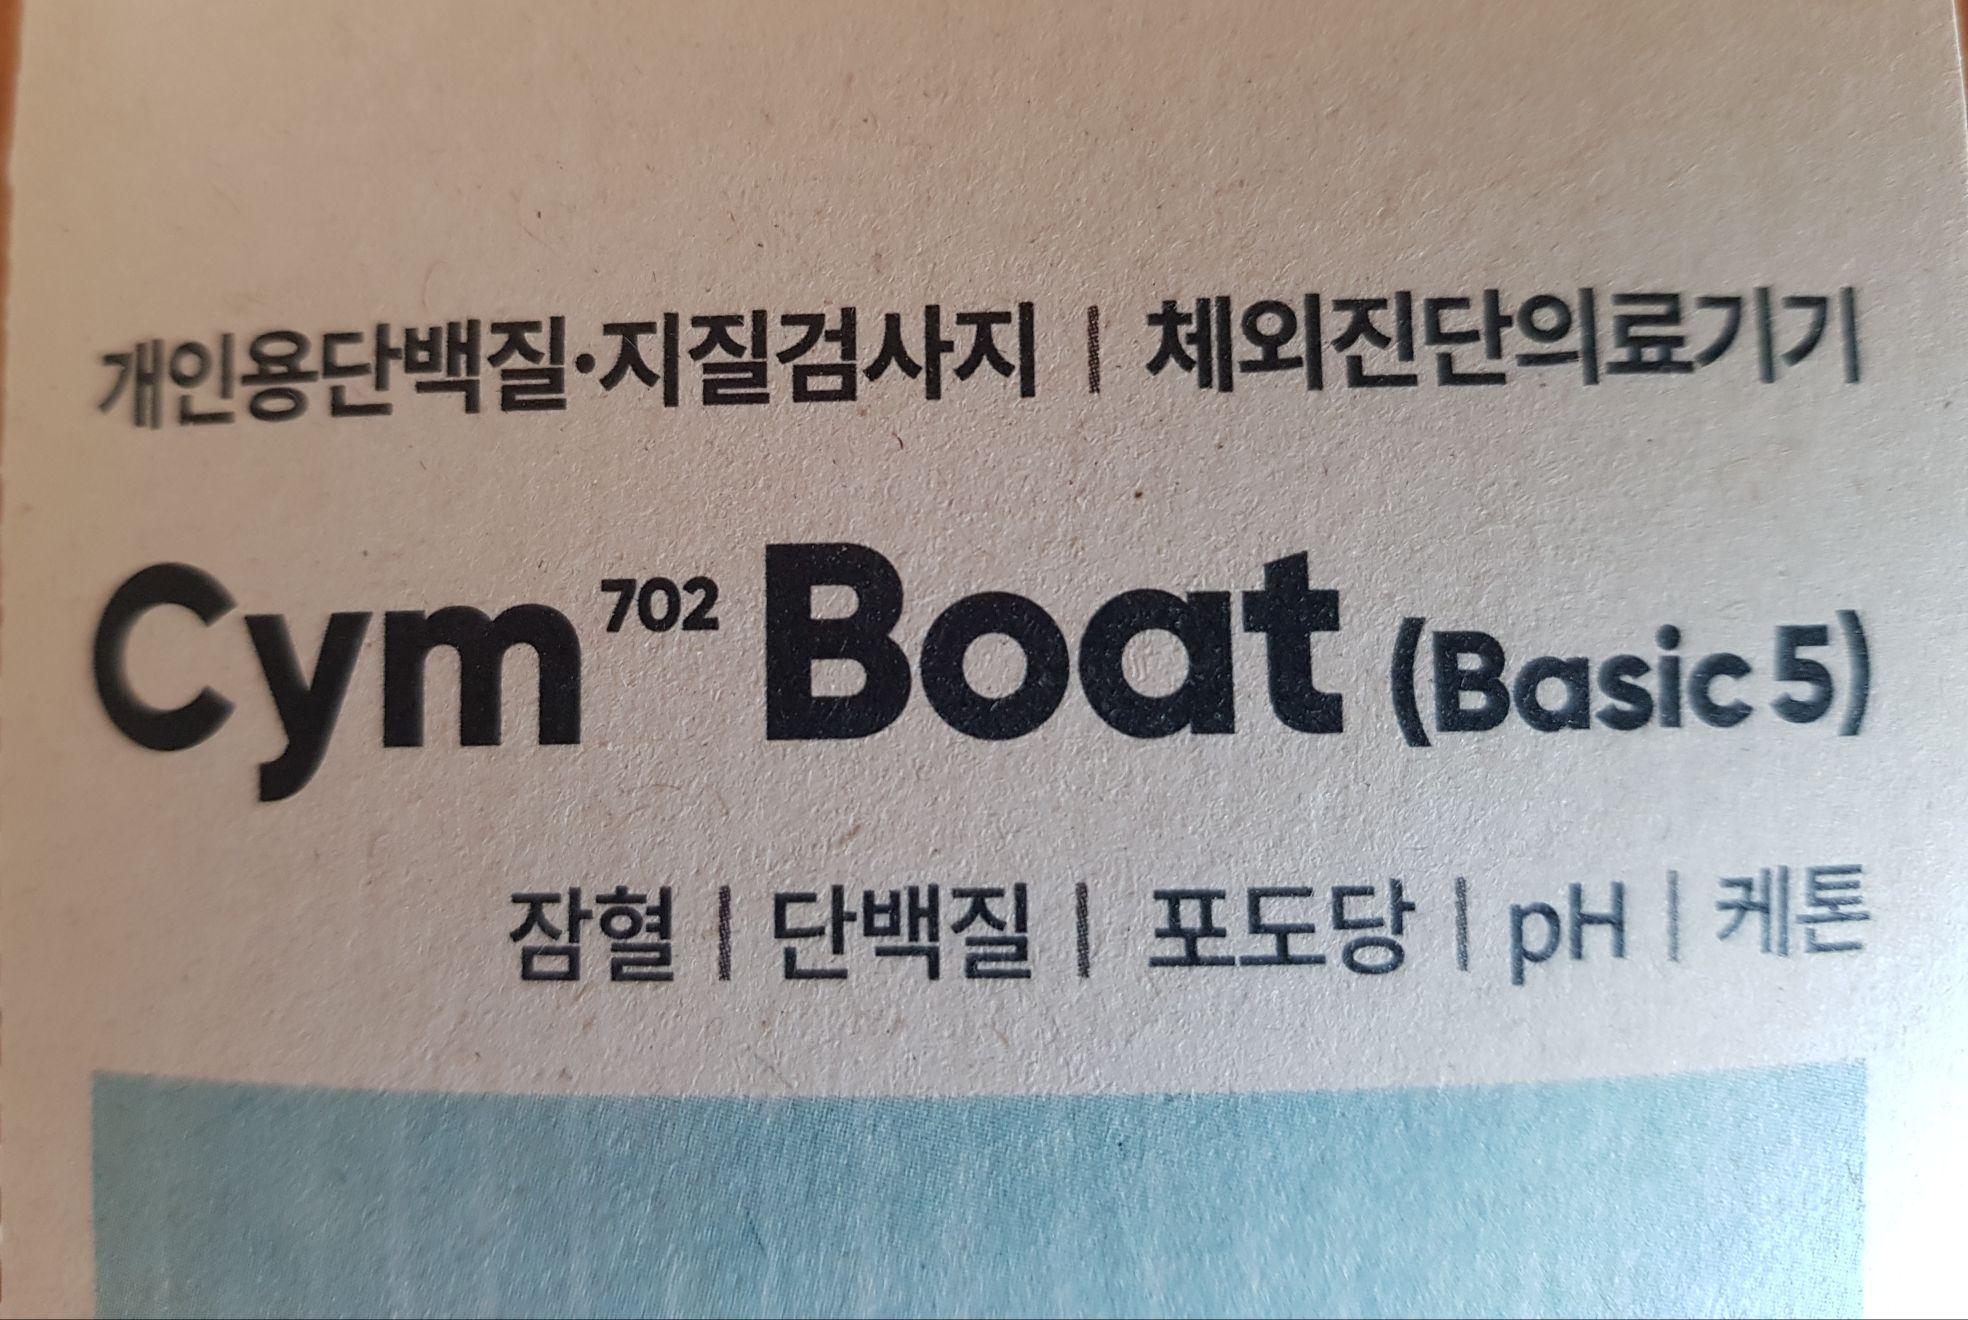 개인용단백질·지질검사지 | 체외진단의료기기
Cym 702 Boat (Basic 5)
잠혈 | 단백질 | 포도당 | pH | 케톤